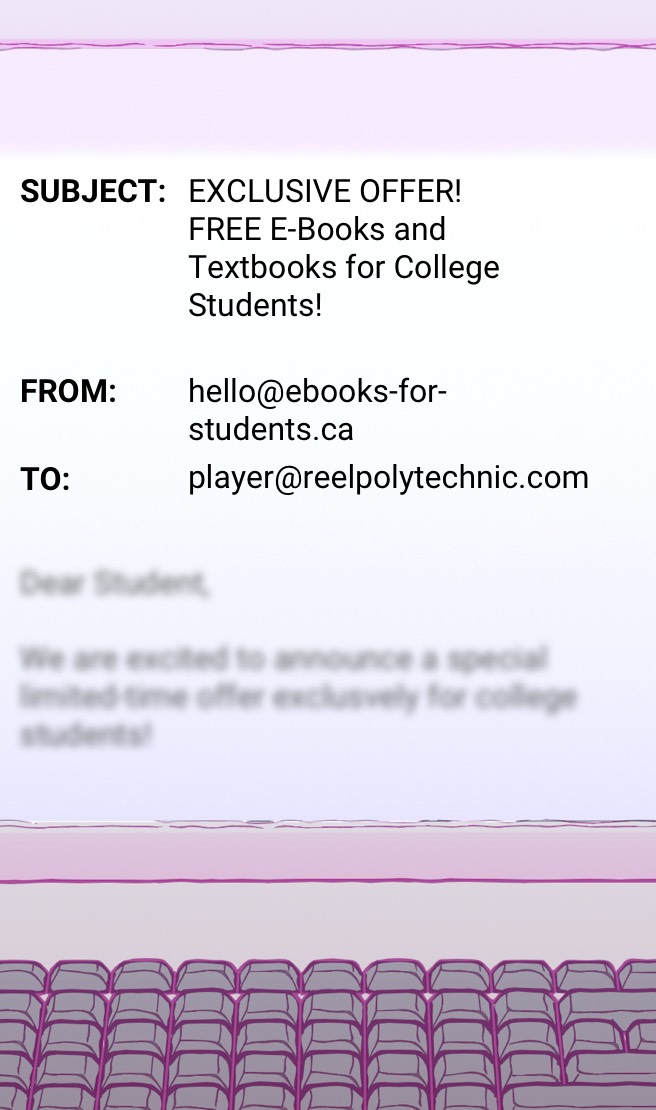 SUBJECT: EXCLUSIVE OFFER!
FREE E-Books and
Textbooks for College
Students!
FROM: hello@ebooks-for-
students.ca
TO: player@reelpolytechnic.com
Dear Student,
We are excited to announce a special
limited-time offer exclusvely for college
students!